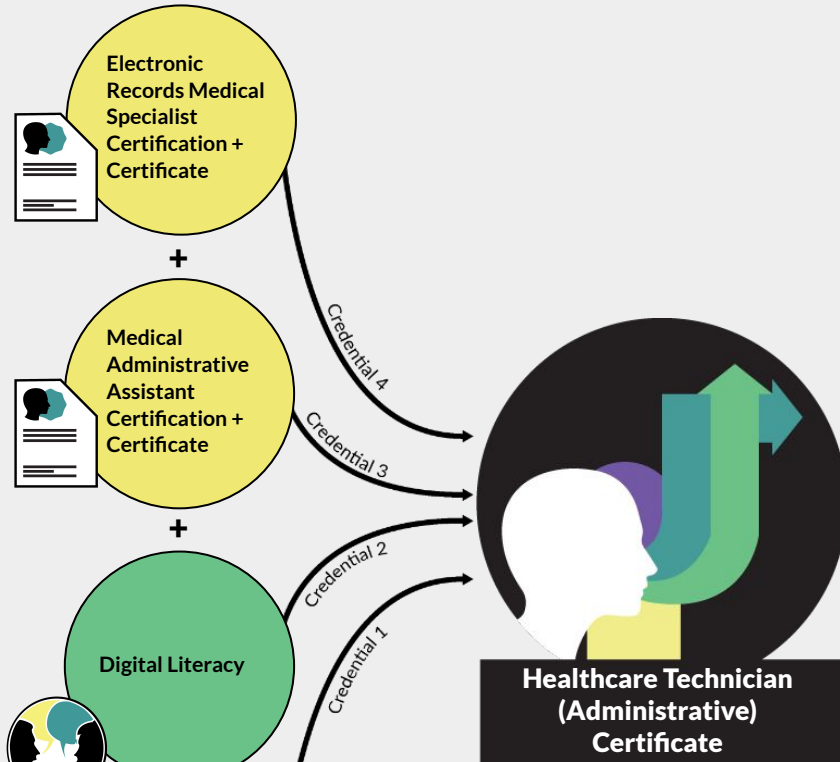 Electronic
Records Medical
Specialist
Certification +
Certificate
+
Medical
Administrative
Assistant
Certification +
Certificate
+
Digital Literacy
Credential 4
Credential 3
Credential 2
Credential 1
Healthcare Technician
(Administrative)
Certificate